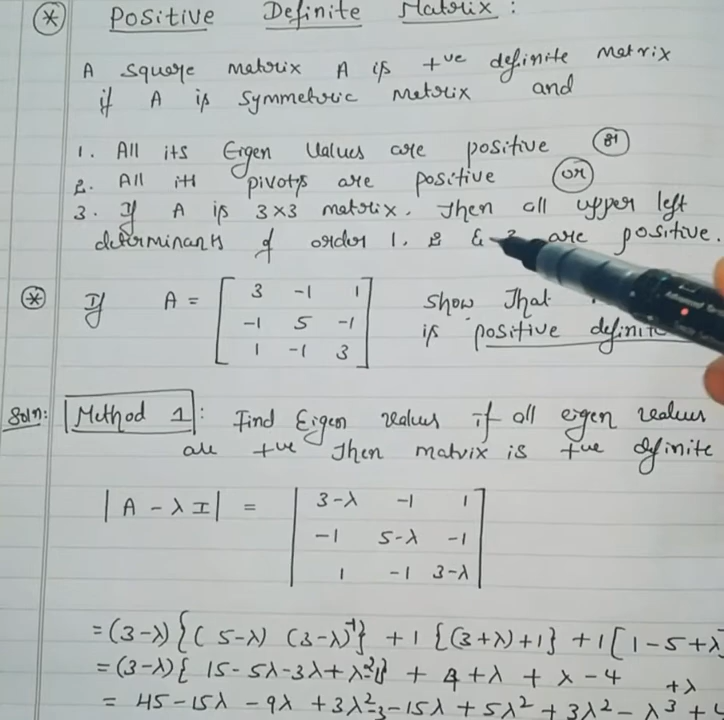 * Positive Definite Matrix :
A square matrix A is +ve definite matrix
if A is symmetric matrix and
1. All its Eigen values are positive or
2. All its pivots are positive or
3. If A is 3×3 matrix. Then all upper left
determinants of order 1, 2 & are positive.
* If A = [ 3 -1 1 show That
-1 5 -1 is positive definite
1 -1 3 ]
Soln: Method 1 : Find Eigen values if all eigen values
are +ve Then matrix is +ve definite
|A - λI| = | 3-λ -1 1
-1 5-λ -1
1 -1 3-λ |
= (3-λ) { (5-λ) (3-λ) -1 } + 1 { (3+λ) +1 } + 1 [ 1 - 5 + λ
= (3-λ) { 15 - 5λ - 3λ + λ² -1 } + 4 + λ + λ - 4
= 45 - 15λ - 9λ + 3λ² - 3 - 15λ + 5λ² + 3λ² - λ³ + λ +